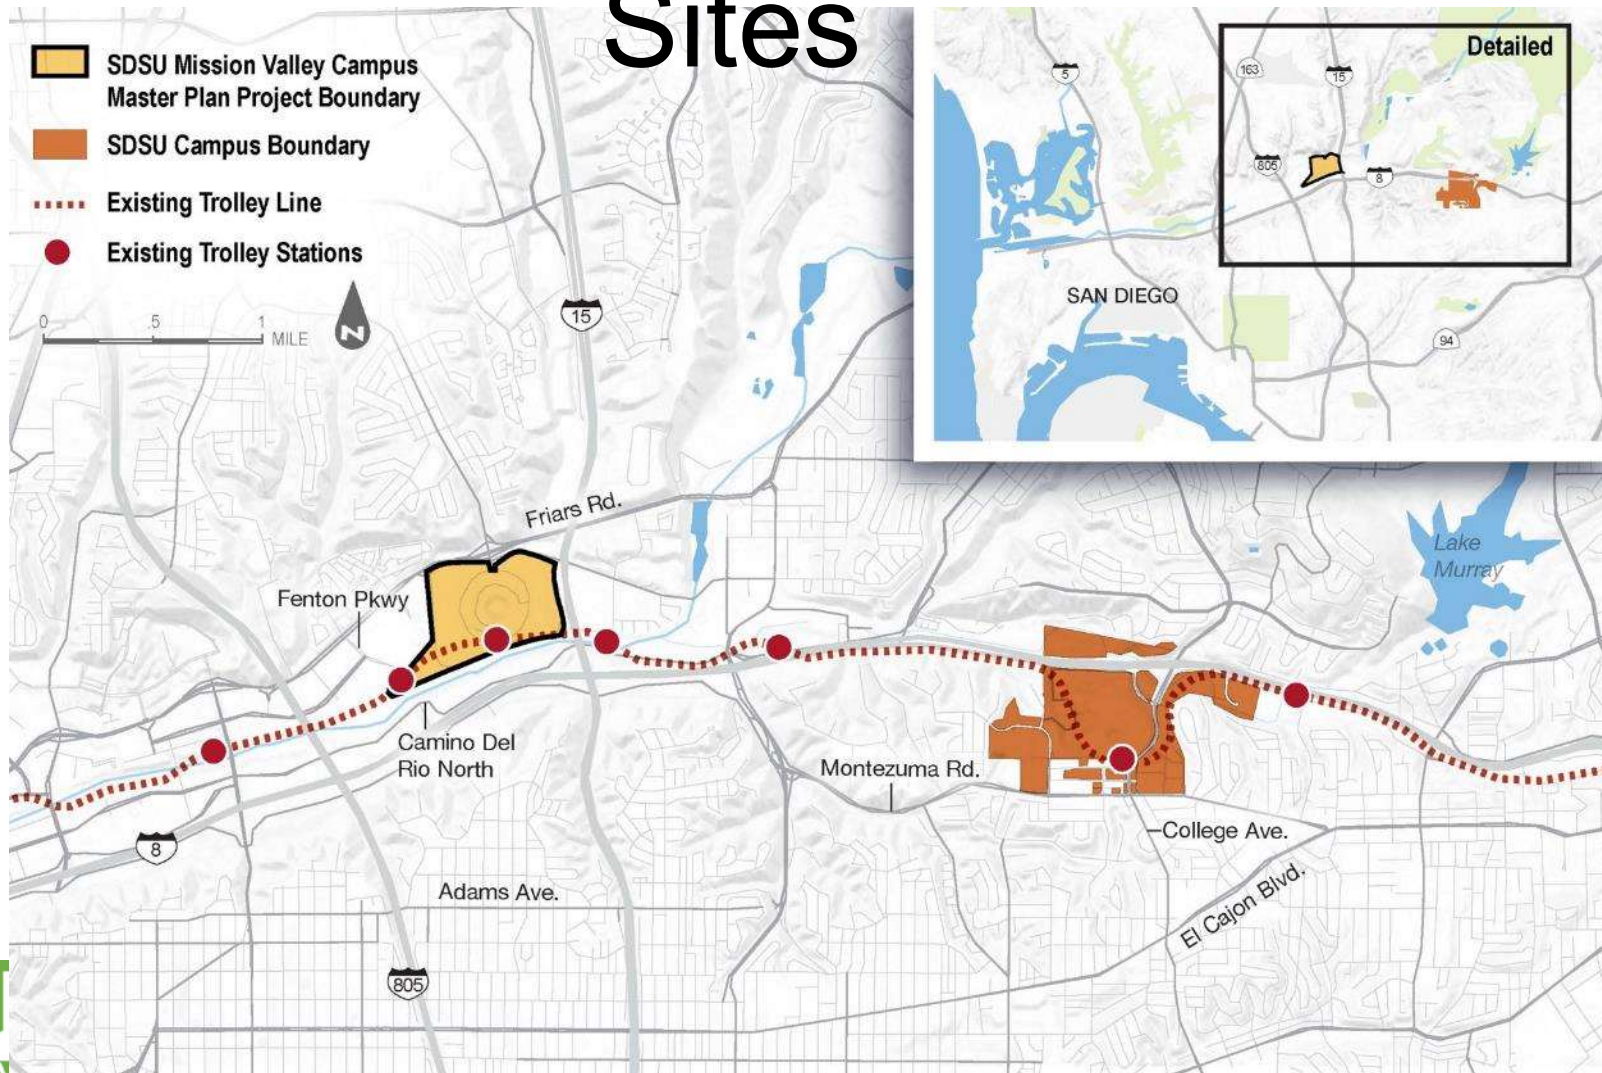 Sites
SDSU Mission Valley Campus
Master Plan Project Boundary
SDSU Campus Boundary
Existing Trolley Line
Existing Trolley Stations
0 .5 1
MILE
N
15
Detailed
5
163
15
805
8
SAN DIEGO
94
Friars Rd.
Fenton Pkwy
Lake
Murray
Camino Del
Rio North
Montezuma Rd.
College Ave.
8
Adams Ave.
El Cajon Blvd.
805